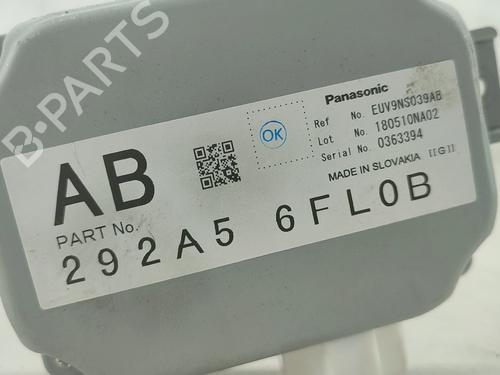 B-PARTS
Panasonic
Ref No. EUV9NS039AB
Lot No. 180510NA02
Serial No. 0363394
MADE IN SLOVAKIA [[G]]
OK
AB
PART No.
292A5 6FL0B